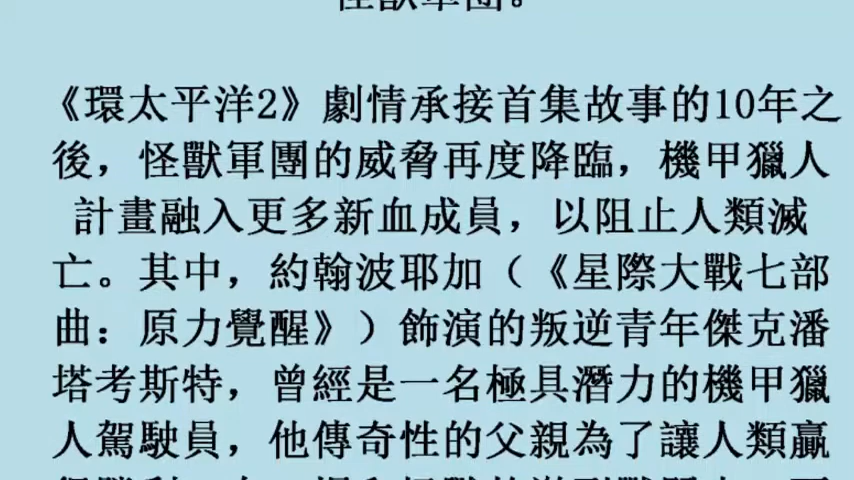 怪獸軍團。
《環太平洋2》劇情承接首集故事的10年之
後，怪獸軍團的威脅再度降臨，機甲獵人
計畫融入更多新血成員，以阻止人類滅
亡。其中，約翰波耶加（《星際大戰七部
曲：原力覺醒》）飾演的叛逆青年傑克潘
塔考斯特，曾經是一名極具潛力的機甲獵
人駕駛員，他傳奇性的父親為了讓人類贏